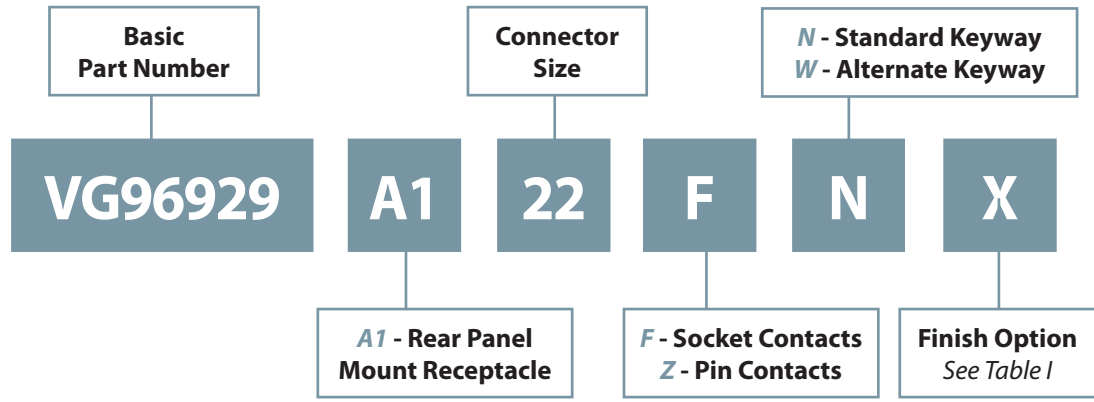 Basic
Part Number
Connector
Size
N - Standard Keyway
W - Alternate Keyway
VG96929 A1 22 F N X
A1 - Rear Panel
Mount Receptacle
F - Socket Contacts
Z - Pin Contacts
Finish Option
See Table I